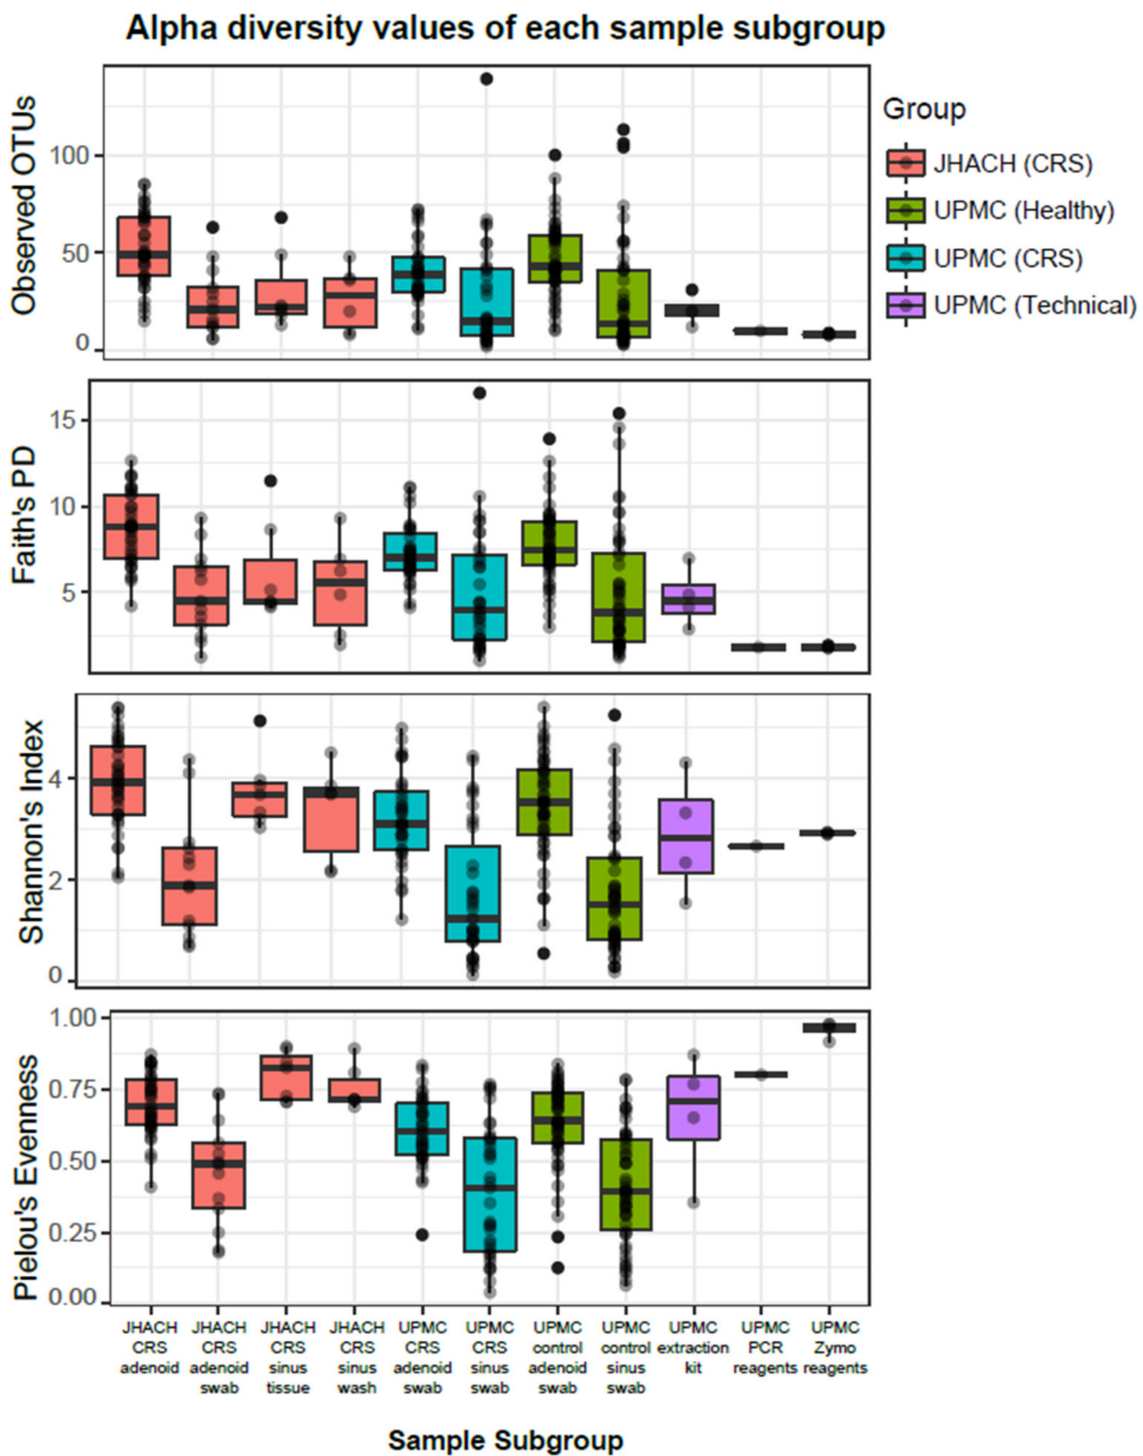 Alpha diversity values of each sample subgroup
Observed OTUs
100
50
0
Group
JHACH (CRS)
UPMC (Healthy)
UPMC (CRS)
UPMC (Technical)
Faith's PD
15
10
5
Shannon's Index
4
2
0
Pielou's Evenness
1.00
0.75
0.50
0.25
0.00
JHACH CRS adenoid
JHACH CRS adenoid swab
JHACH CRS sinus tissue
JHACH CRS sinus wash
UPMC CRS adenoid swab
UPMC CRS sinus swab
UPMC control adenoid swab
UPMC control sinus swab
UPMC extraction kit
UPMC PCR reagents
UPMC Zymo reagents
Sample Subgroup